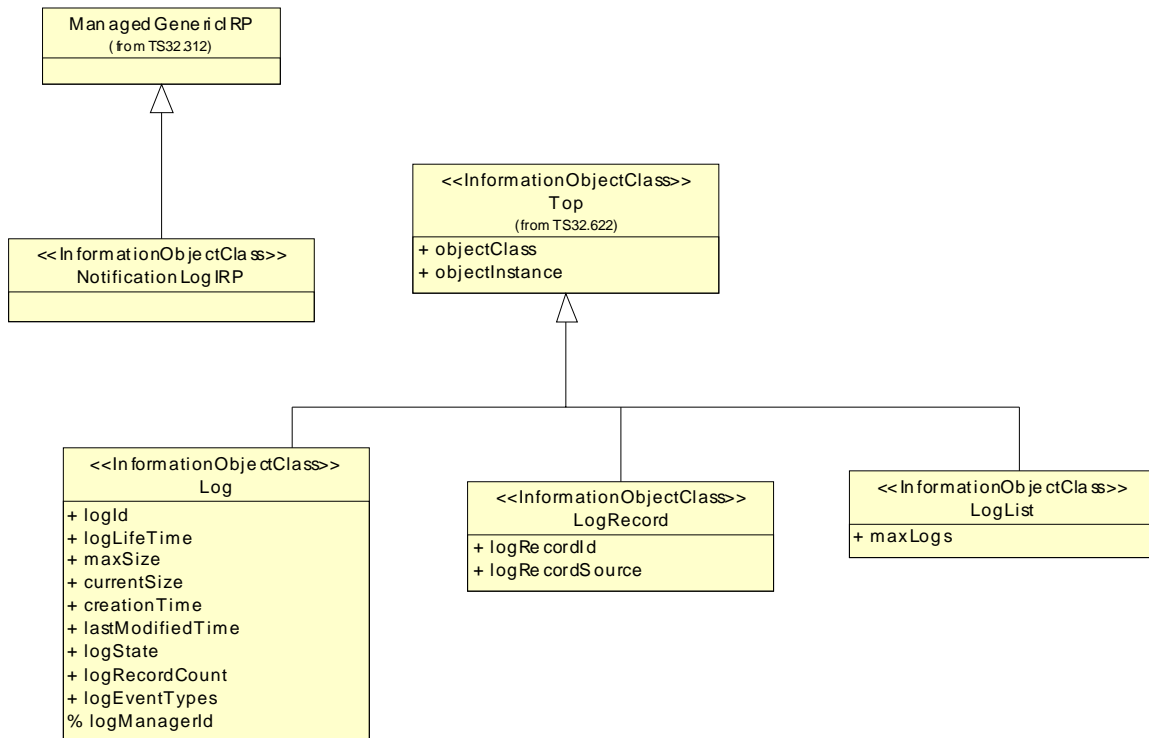 ManagedGenericIRP
(from TS32.312)
<<InformationObjectClass>>
NotificationLogIRP
<<InformationObjectClass>>
Top
(from TS32.622)
+ objectClass
+ objectInstance
<<InformationObjectClass>>
Log
+ logId
+ logLifeTime
+ maxSize
+ currentSize
+ creationTime
+ lastModifiedTime
+ logState
+ logRecordCount
+ logEventTypes
% logManagerId
<<InformationObjectClass>>
LogRecord
+ logRecordId
+ logRecordSource
<<InformationObjectClass>>
LogList
+ maxLogs